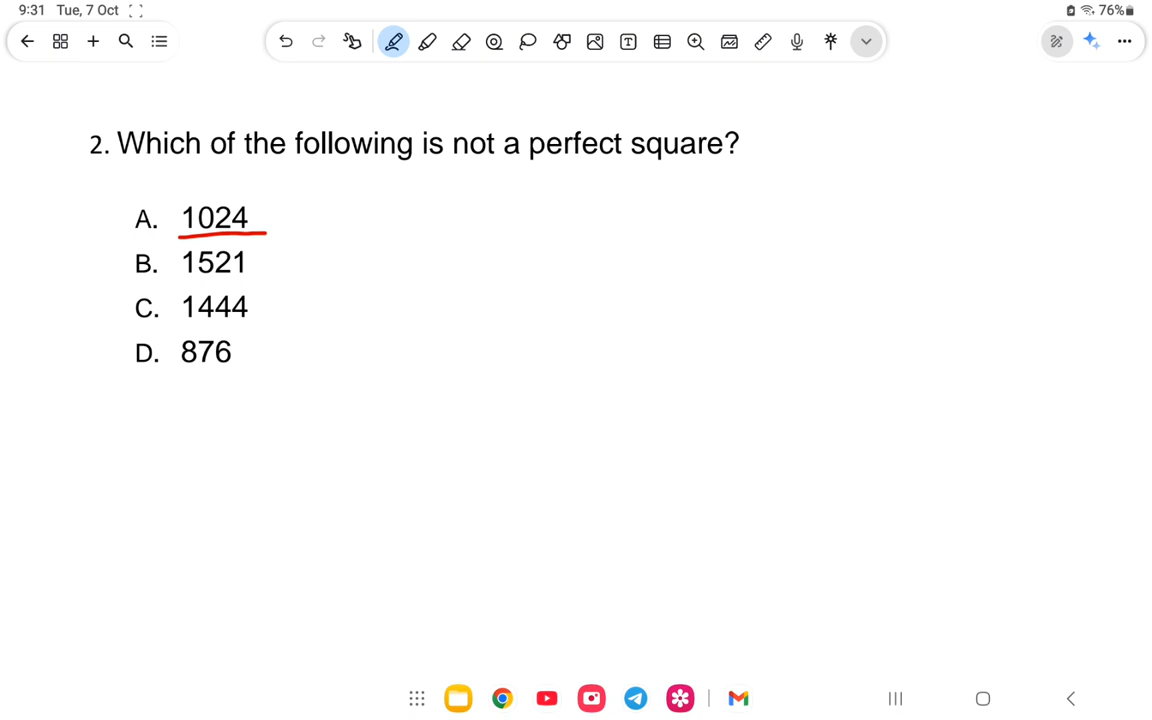 9:31 Tue, 7 Oct 76%
2. Which of the following is not a perfect square?
A. 1024
B. 1521
C. 1444
D. 876